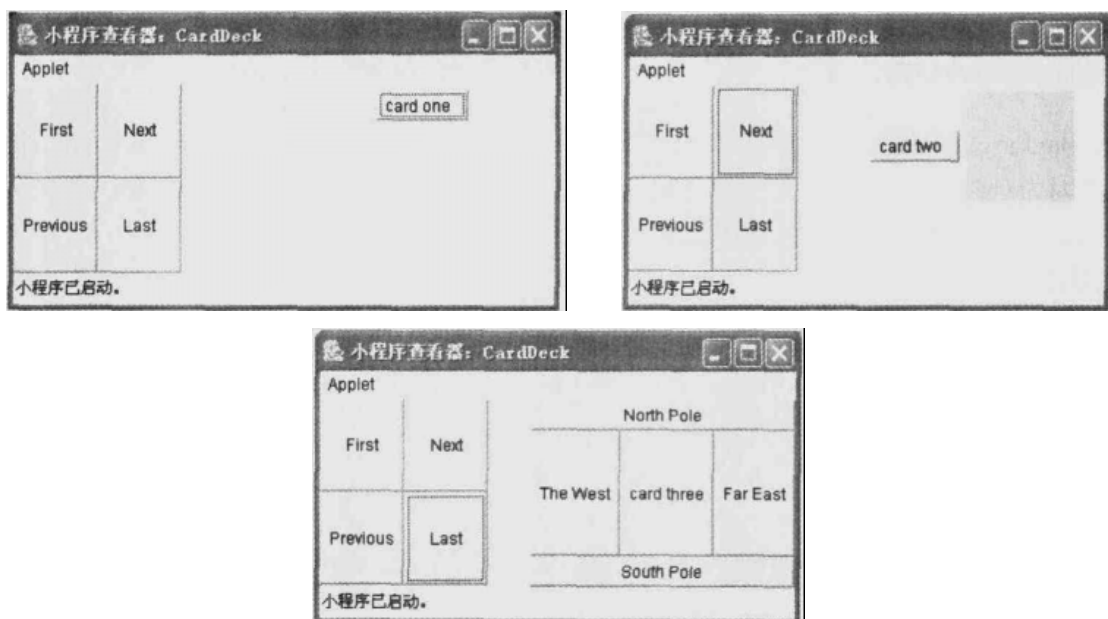 小程序查看器：CardDeck
Applet
card one
First Next
Previous Last
小程序已启动。
小程序查看器：CardDeck
Applet
First Next
card two
Previous Last
小程序已启动。
小程序查看器：CardDeck
Applet
North Pole
First Next
The West card three Far East
Previous Last
South Pole
小程序已启动。